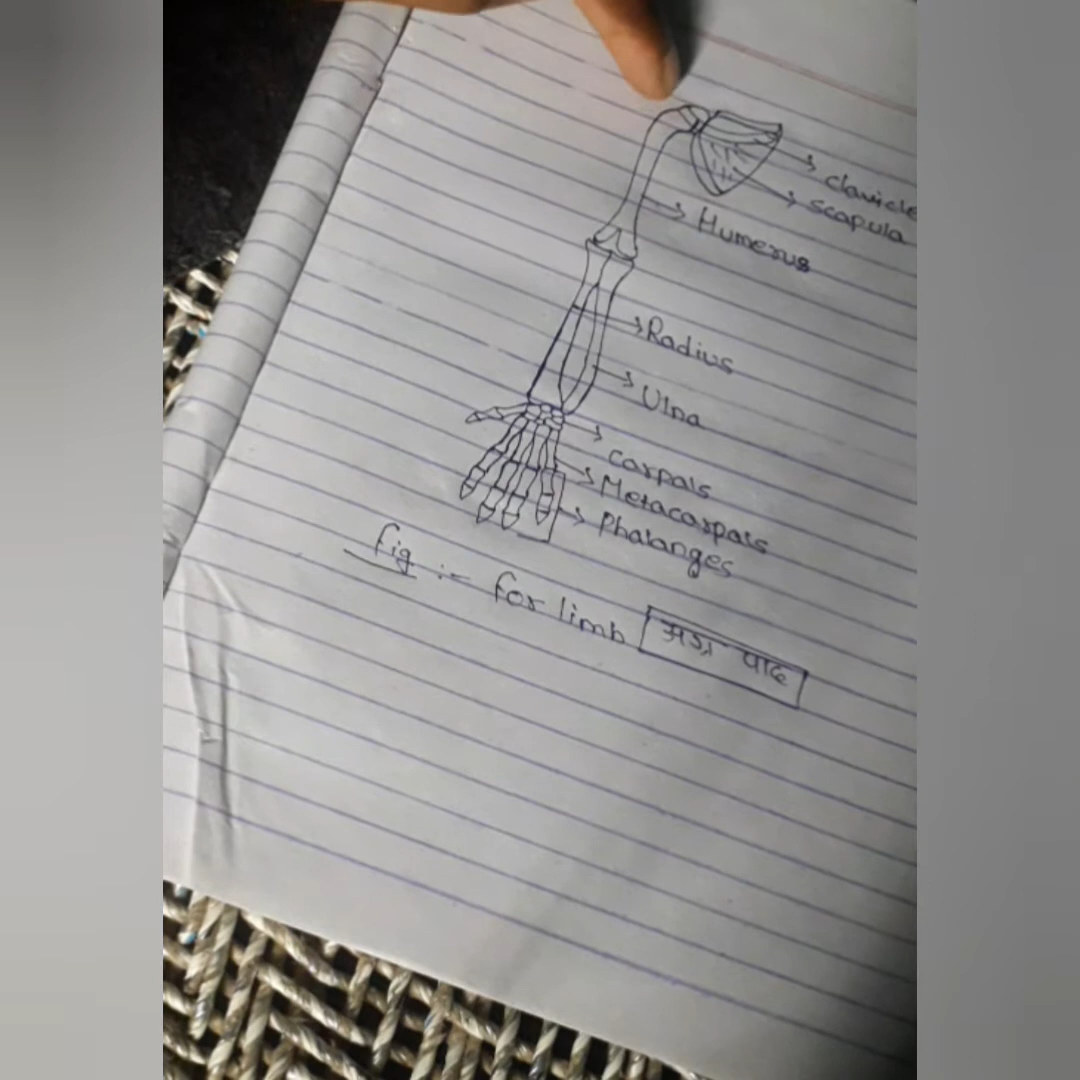 clavicle
scapula
Humerus
Radius
Ulna
carpals
Metacarpals
Phalanges
fig :- for limb अग्र पाद